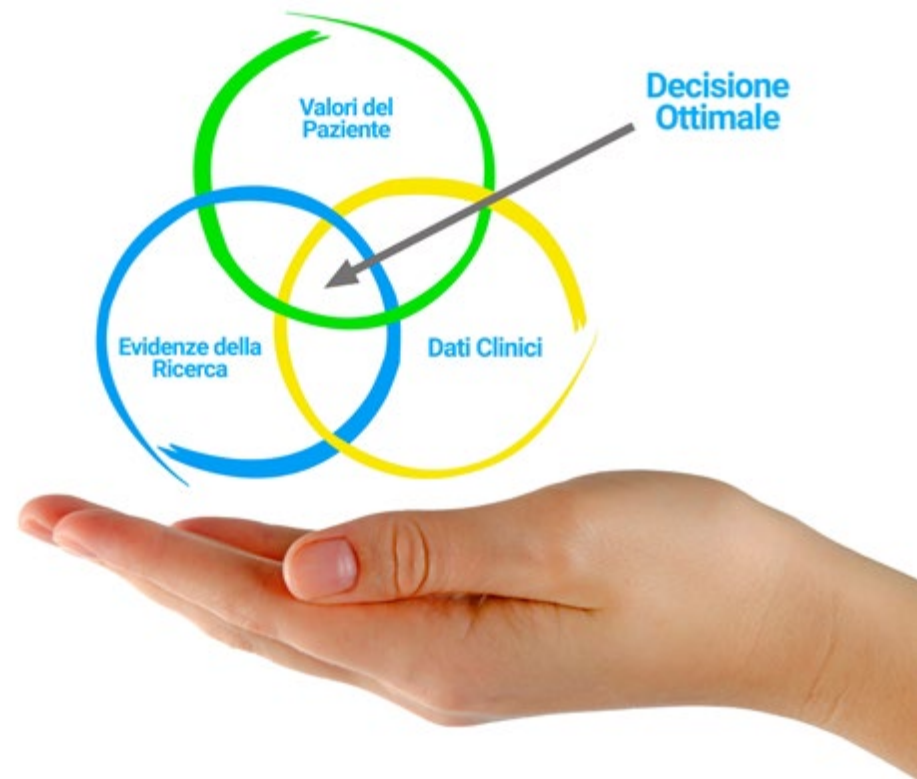 Valori del
Paziente
Decisione
Ottimale
Evidenze della
Ricerca
Dati Clinici